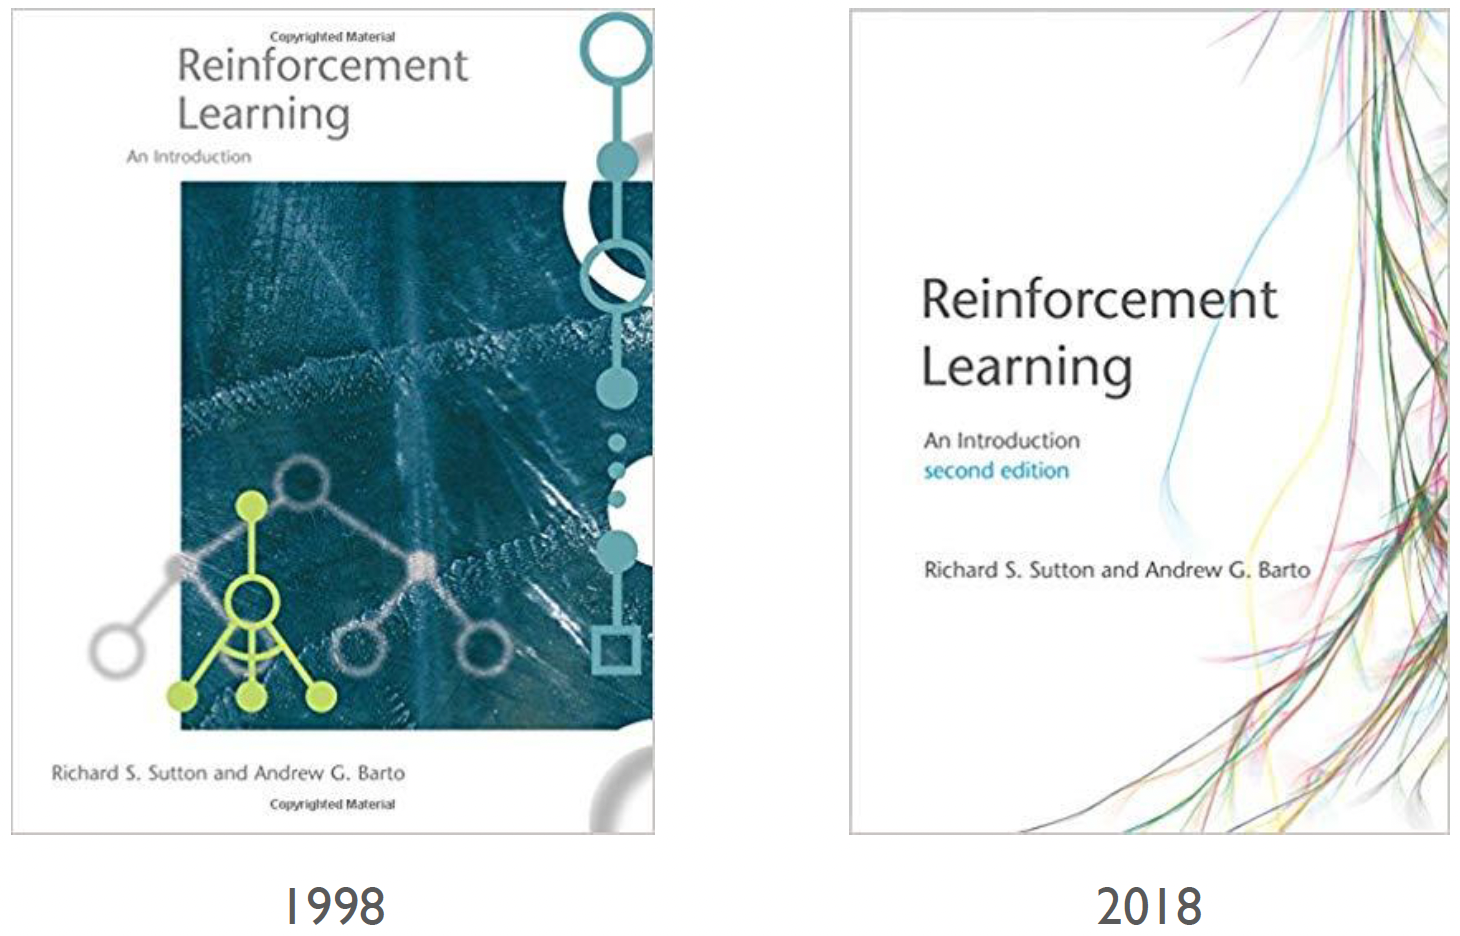 Copyrighted Material
Reinforcement
Learning
An Introduction
Richard S. Sutton and Andrew G. Barto
Copyrighted Material
1998
Reinforcement
Learning
An Introduction
second edition
Richard S. Sutton and Andrew G. Barto
2018